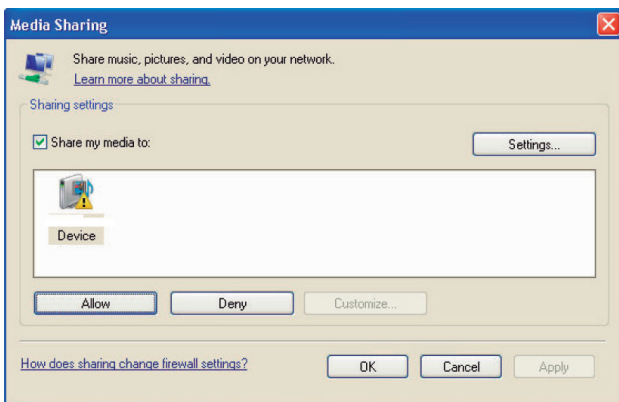 Media Sharing
Share music, pictures, and video on your network.
Learn more about sharing.
Sharing settings
Share my media to:
Settings...
Device
Allow
Deny
Customize...
How does sharing change firewall settings?
OK
Cancel
Apply